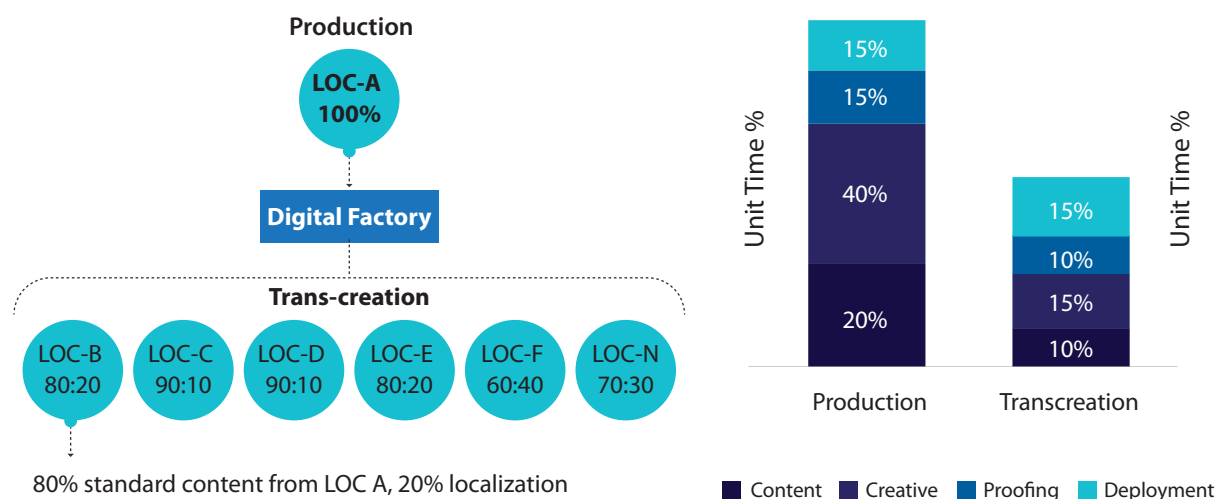 Production
LOC-A
100%
Digital Factory
Trans-creation
LOC-B
80:20
LOC-C
90:10
LOC-D
90:10
LOC-E
80:20
LOC-F
60:40
LOC-N
70:30
80% standard content from LOC A, 20% localization
Unit Time %
15%
15%
40%
20%
Production
15%
10%
15%
10%
Transcreation
Unit Time %
Content
Creative
Proofing
Deployment